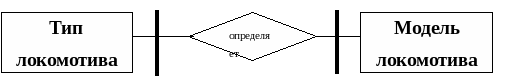 Тип
локомотива
определя
ет
Модель
локомотива